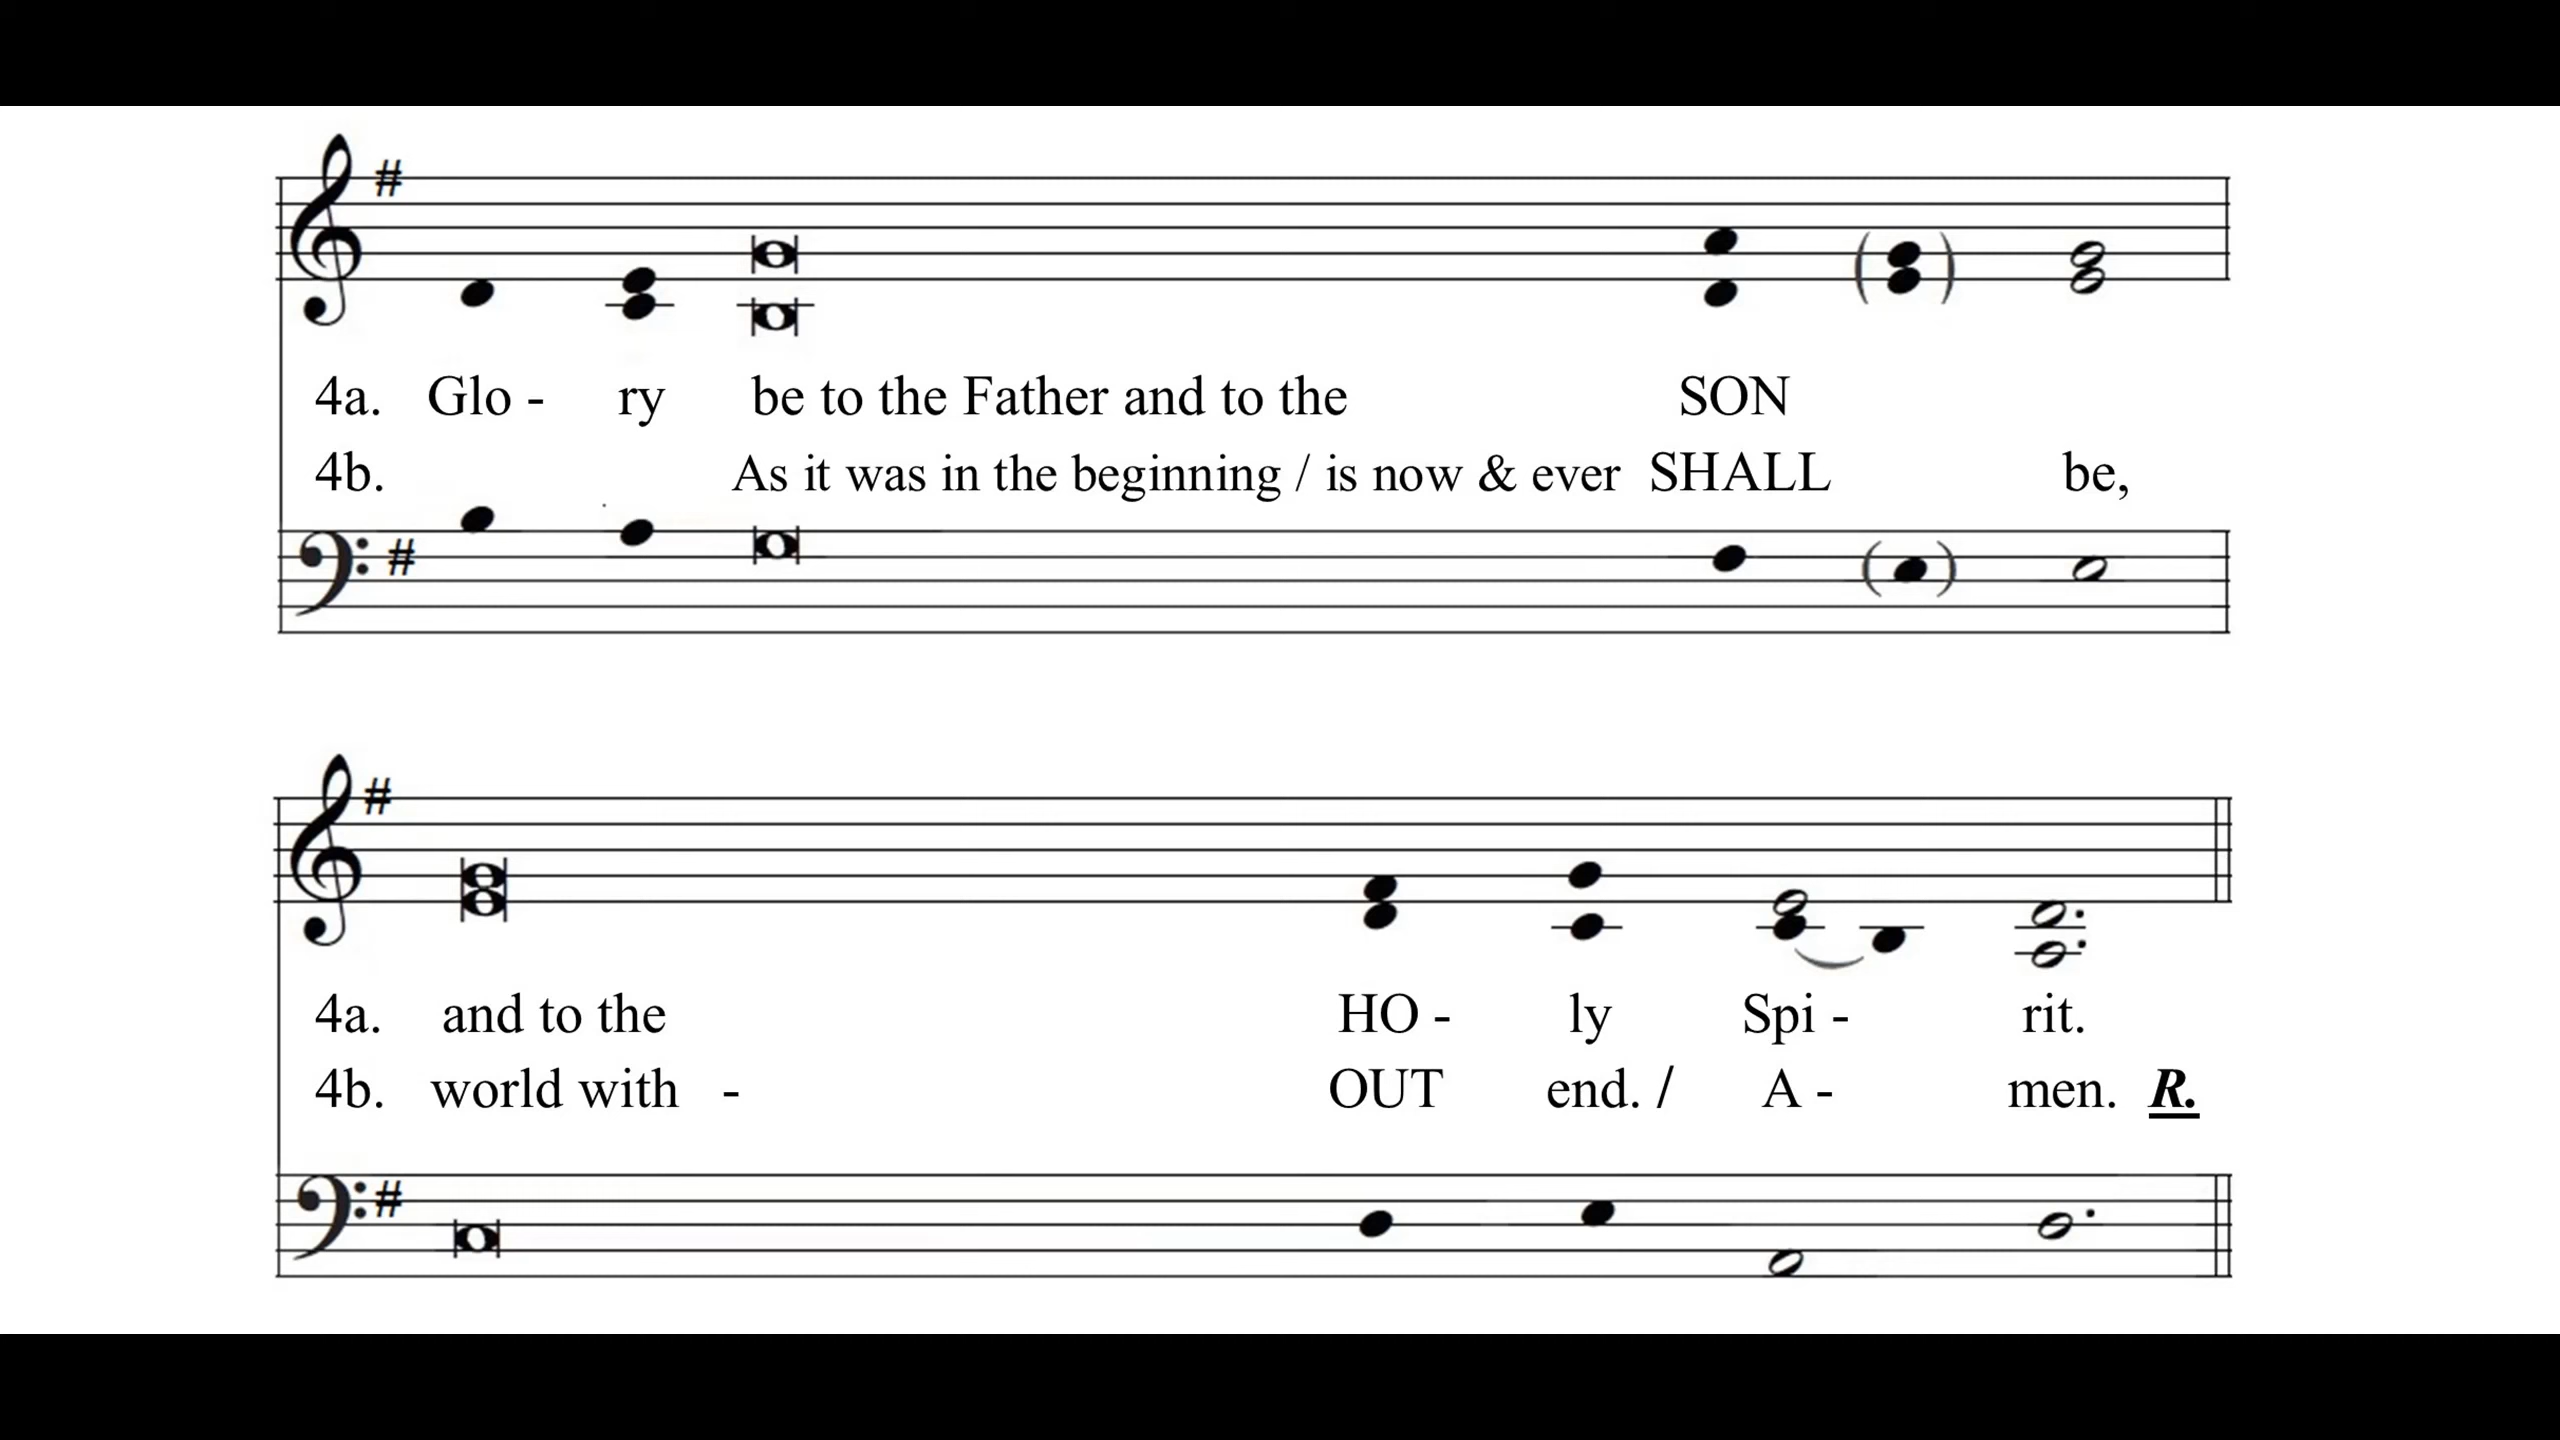 4a. Glo - ry be to the Father and to the SON
4b. As it was in the beginning / is now & ever SHALL be,
4a. and to the HO - ly Spi - rit.
4b. world with - OUT end. / A - men. R.